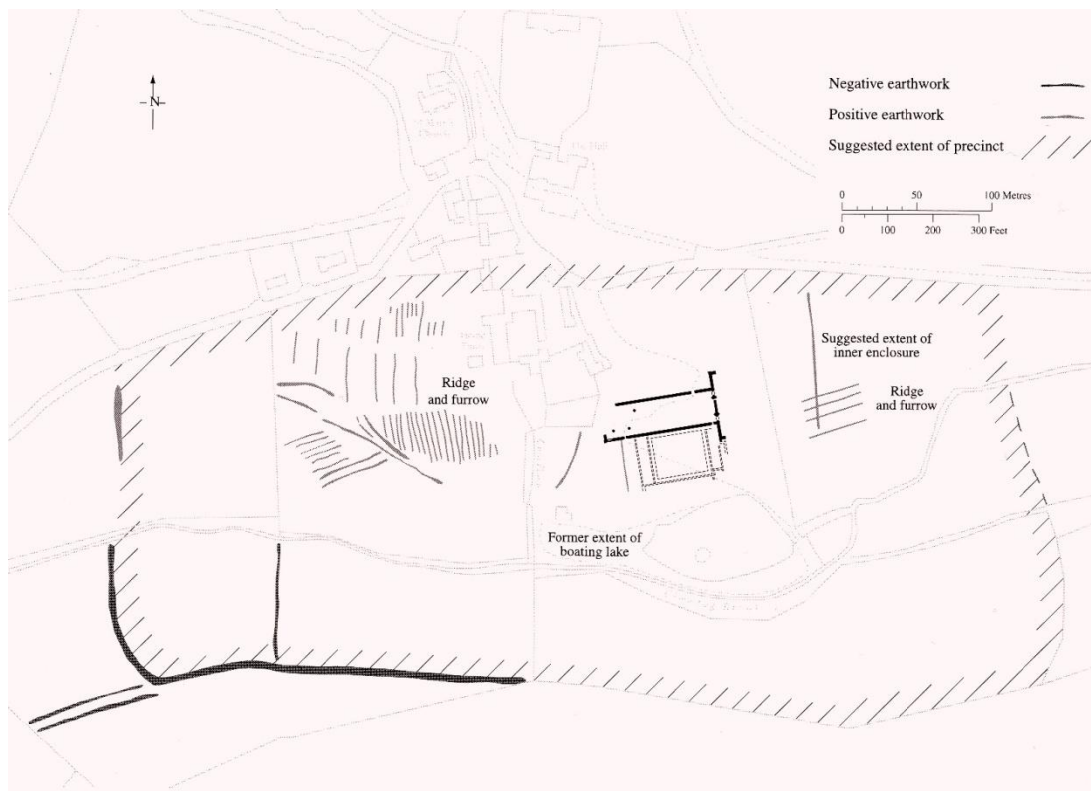 N
Negative earthwork
Positive earthwork
Suggested extent of precinct
0 50 100 Metres
0 100 200 300 Feet
Suggested extent of
inner enclosure
Ridge
and furrow
Ridge
and furrow
Former extent of
boating lake